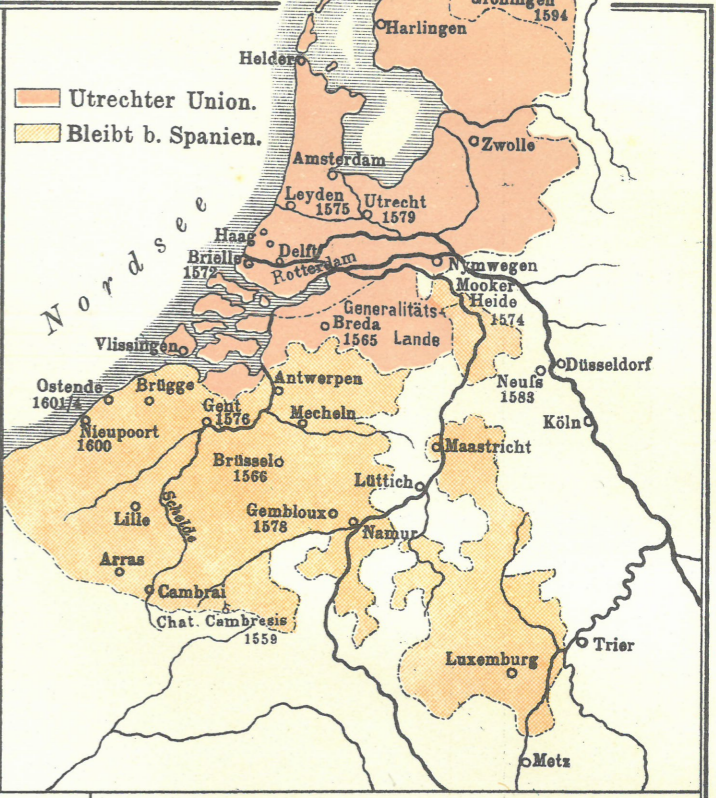 Groningen
1594
Harlingen
Helder
Utrechter Union.
Bleibt b. Spanien.
Zwolle
Amsterdam
Leyden
1575
Utrecht
1579
Nordsee
Haag
Delft
Brielle
1572
Rotterdam
Nymwegen
Mooker
Heide
1574
Generalitäts-
Lande
Breda
1565
Vlissingen
Düsseldorf
Neuſs
1583
Antwerpen
Ostende
1601/4
Brügge
Gent
1576
Mecheln
Köln
Nieupoort
1600
Maastricht
Brüssel
1566
Lüttich
Schelde
Lille
Gembloux
1578
Namur
Arras
Cambrai
Chat. Cambresis
1559
Trier
Luxemburg
Metz